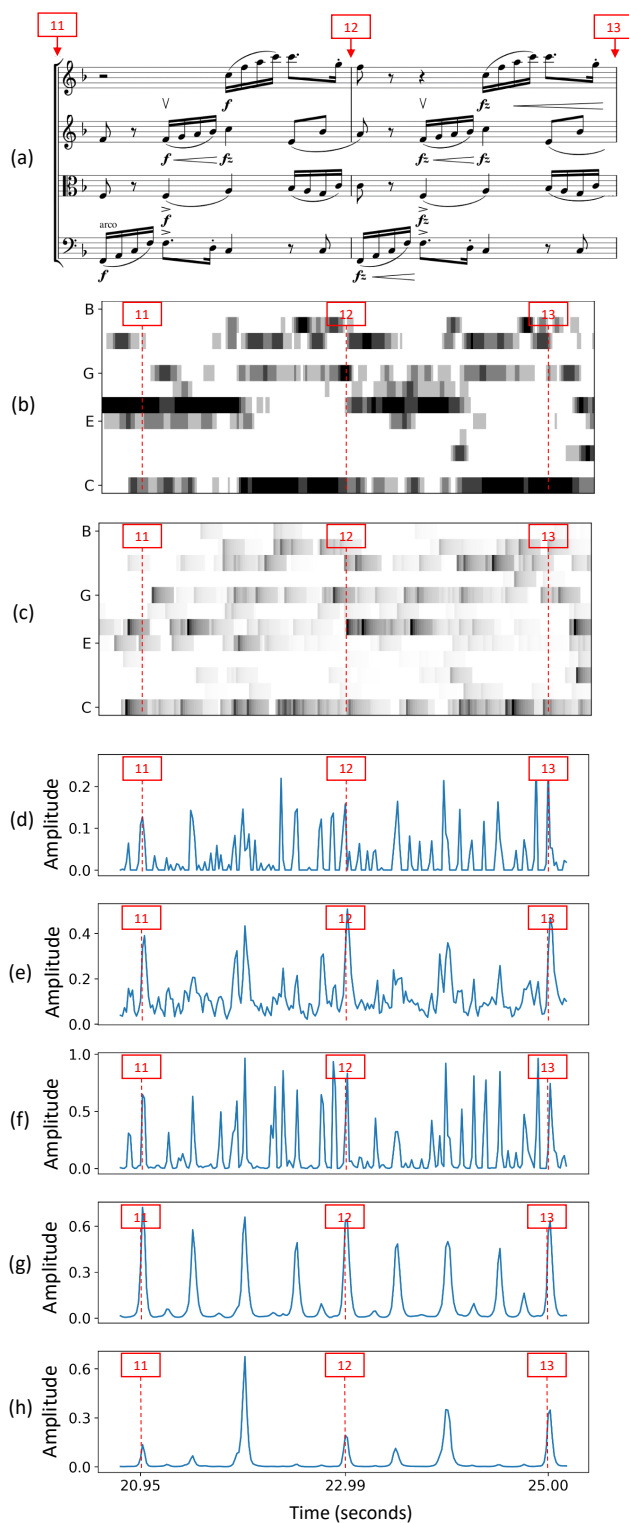 11 12 13
f fz
(a)
f fz fz fz
f fz
arco
f fz
B 11 12 13
G
(b)
E
C
B 11 12 13
G
(c)
E
C
11 12 13
0.2
(d) Amplitude 0.1
0.0
11 12 13
0.4
(e) Amplitude 0.2
0.0
1.0
11 12 13
(f) Amplitude 0.5
0.0
11 12 13
0.6
(g) Amplitude 0.3
0.0
11 12 13
0.6
(h) Amplitude 0.3
0.0
20.95 22.99 25.00
Time (seconds)